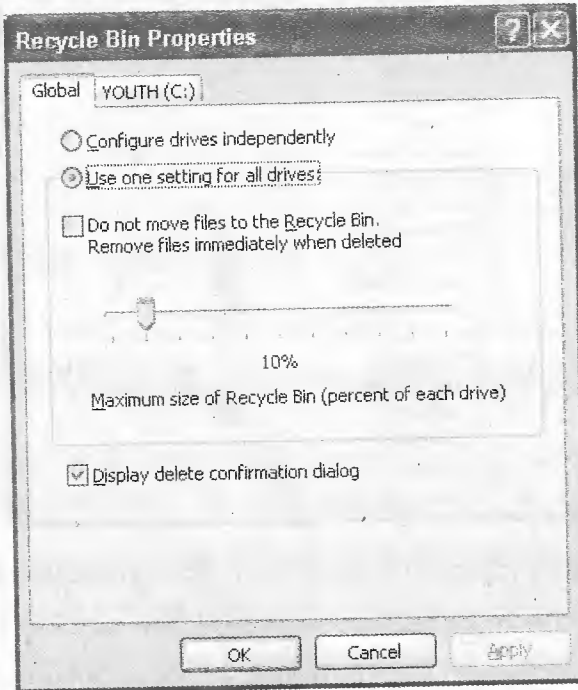 Recycle Bin Properties
Global
YOUTH (C:)
Configure drives independently
Use one setting for all drives:
Do not move files to the Recycle Bin.
Remove files immediately when deleted
10%
Maximum size of Recycle Bin (percent of each drive)
Display delete confirmation dialog
OK
Cancel
Apply